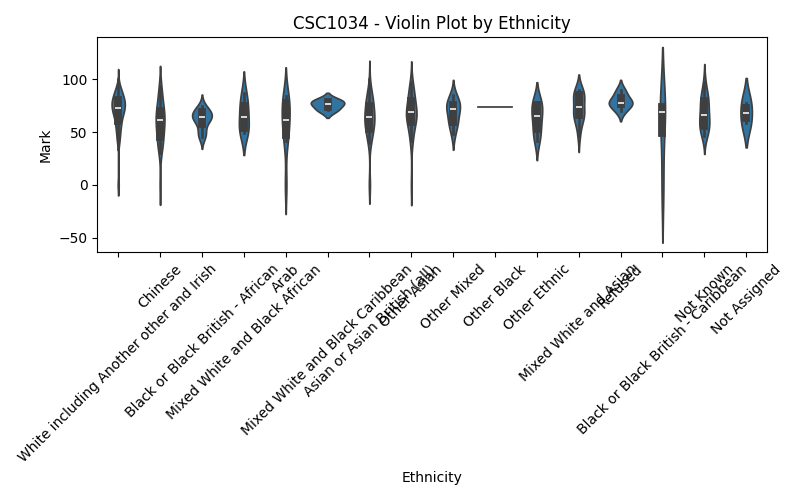 CSC1034 - Violin Plot by Ethnicity
Mark
100
50
0
−50
White including Another other and Irish
Chinese
Black or Black British - African
Mixed White and Black African
Arab
Mixed White and Black Caribbean
Asian or Asian British (all)
Other Asian
Other Mixed
Other Black
Other Ethnic
Mixed White and Asian
Refused
Black or Black British - Caribbean
Not Known
Not Assigned
Ethnicity